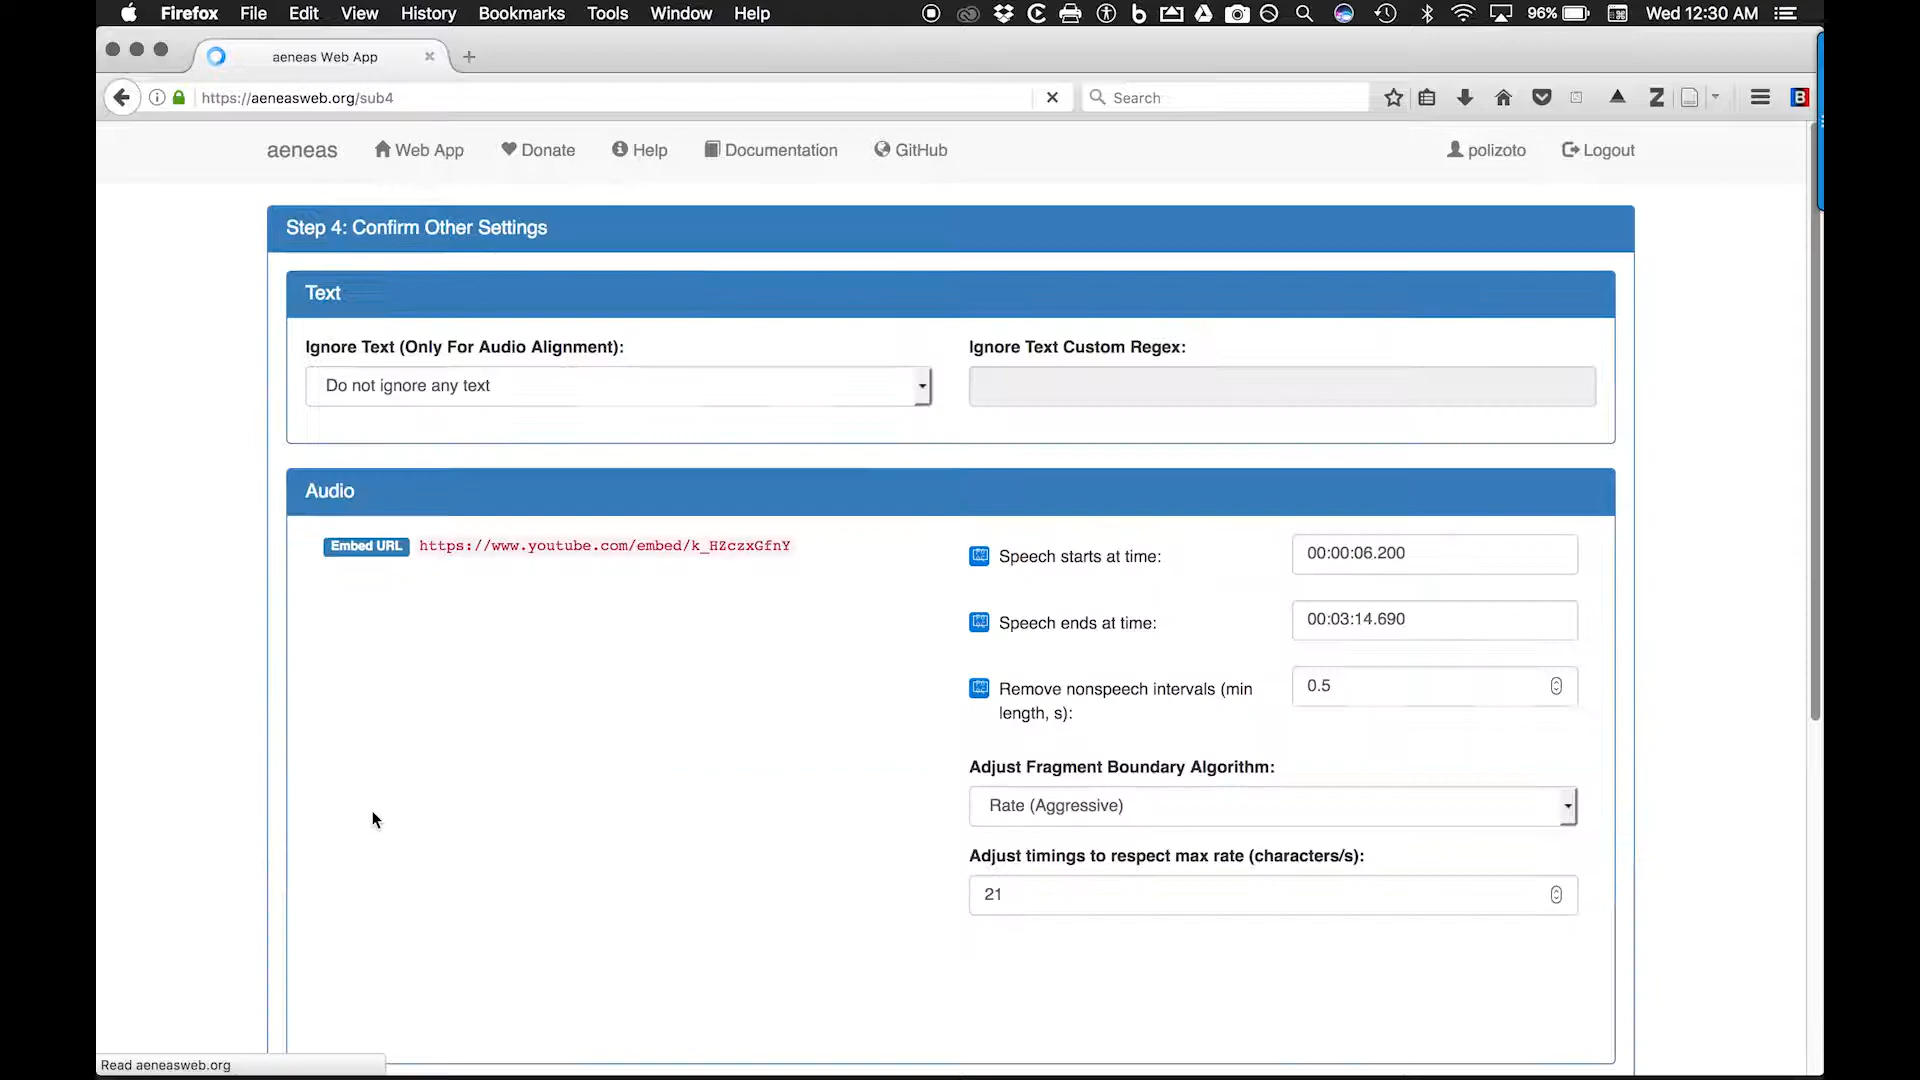 Firefox File Edit View History Bookmarks Tools Window Help 96% Wed 12:30 AM
aeneas Web App
https://aeneasweb.org/sub4 Search
aeneas Web App Donate Help Documentation GitHub polizoto Logout
Step 4: Confirm Other Settings
Text
Ignore Text (Only For Audio Alignment): Ignore Text Custom Regex:
Do not ignore any text
Audio
Embed URL https://www.youtube.com/embed/k_HZczxGfnY
Speech starts at time: 00:00:06.200
Speech ends at time: 00:03:14.690
Remove nonspeech intervals (min 0.5
length, s):
Adjust Fragment Boundary Algorithm:
Rate (Aggressive)
Adjust timings to respect max rate (characters/s):
21
Read aeneasweb.org